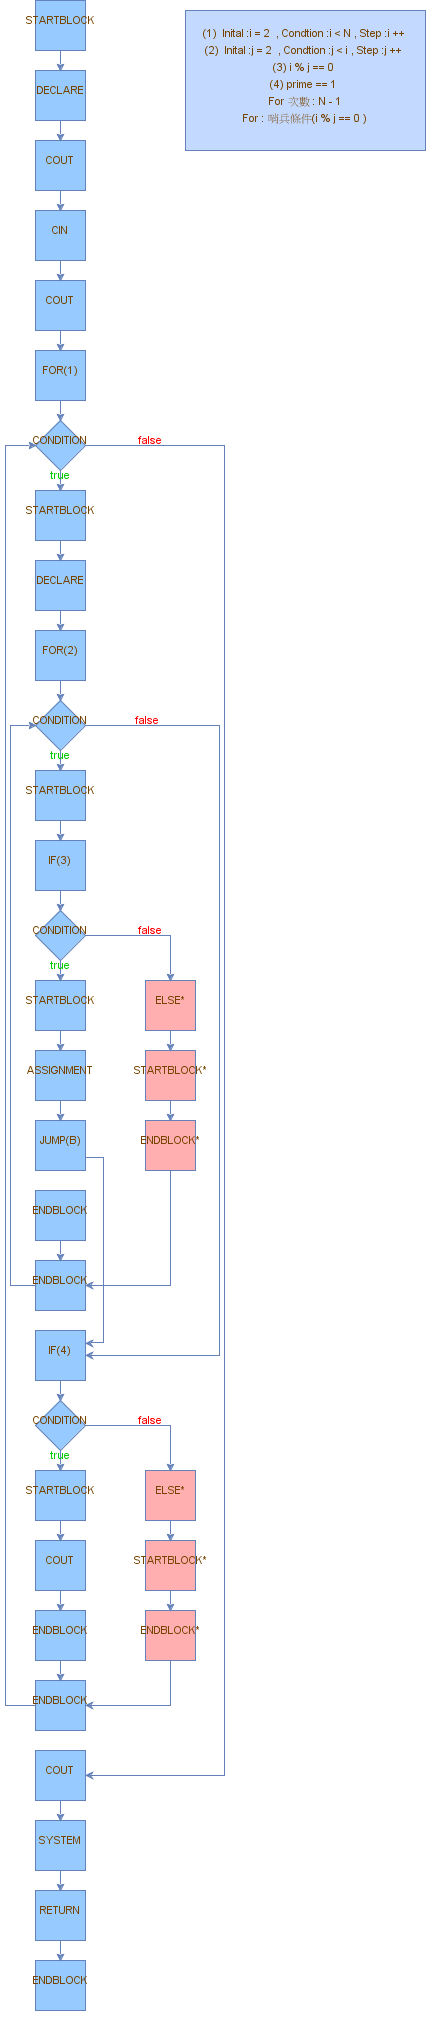 STARTBLOCK
(1) Inital :i = 2 , Condtion :i < N , Step :i ++
(2) Inital :j = 2 , Condtion :j < i , Step :j ++
(3) i % j == 0
(4) prime == 1
For 次數 : N - 1
For : 哨兵條件(i % j == 0 )
DECLARE
COUT
CIN
COUT
FOR(1)
CONDITION
false
true
STARTBLOCK
DECLARE
FOR(2)
CONDITION
false
true
STARTBLOCK
IF(3)
CONDITION
false
true
STARTBLOCK
ELSE*
ASSIGNMENT
STARTBLOCK*
JUMP(B)
ENDBLOCK*
ENDBLOCK
ENDBLOCK
IF(4)
CONDITION
false
true
STARTBLOCK
ELSE*
COUT
STARTBLOCK*
ENDBLOCK
ENDBLOCK*
ENDBLOCK
COUT
SYSTEM
RETURN
ENDBLOCK